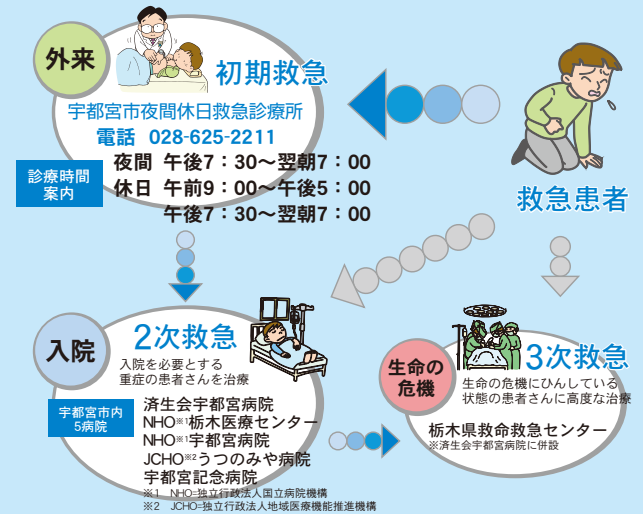 外来
初期救急
宇都宮市夜間休日救急診療所
電話 028-625-2211
診療時間
案内
夜間 午後7：30〜翌朝7：00
休日 午前9：00〜午後5：00
午後7：30〜翌朝7：00
救急患者
入院
2次救急
入院を必要とする
重症の患者さんを治療
宇都宮市内
5病院
済生会宇都宮病院
NHO※1栃木医療センター
NHO※1宇都宮病院
JCHO※2うつのみや病院
宇都宮記念病院
※1 NHO=独立行政法人国立病院機構
※2 JCHO=独立行政法人地域医療機能推進機構
生命の
危機
3次救急
生命の危機にひんしている
状態の患者さんに高度な治療
栃木県救命救急センター
※済生会宇都宮病院に併設